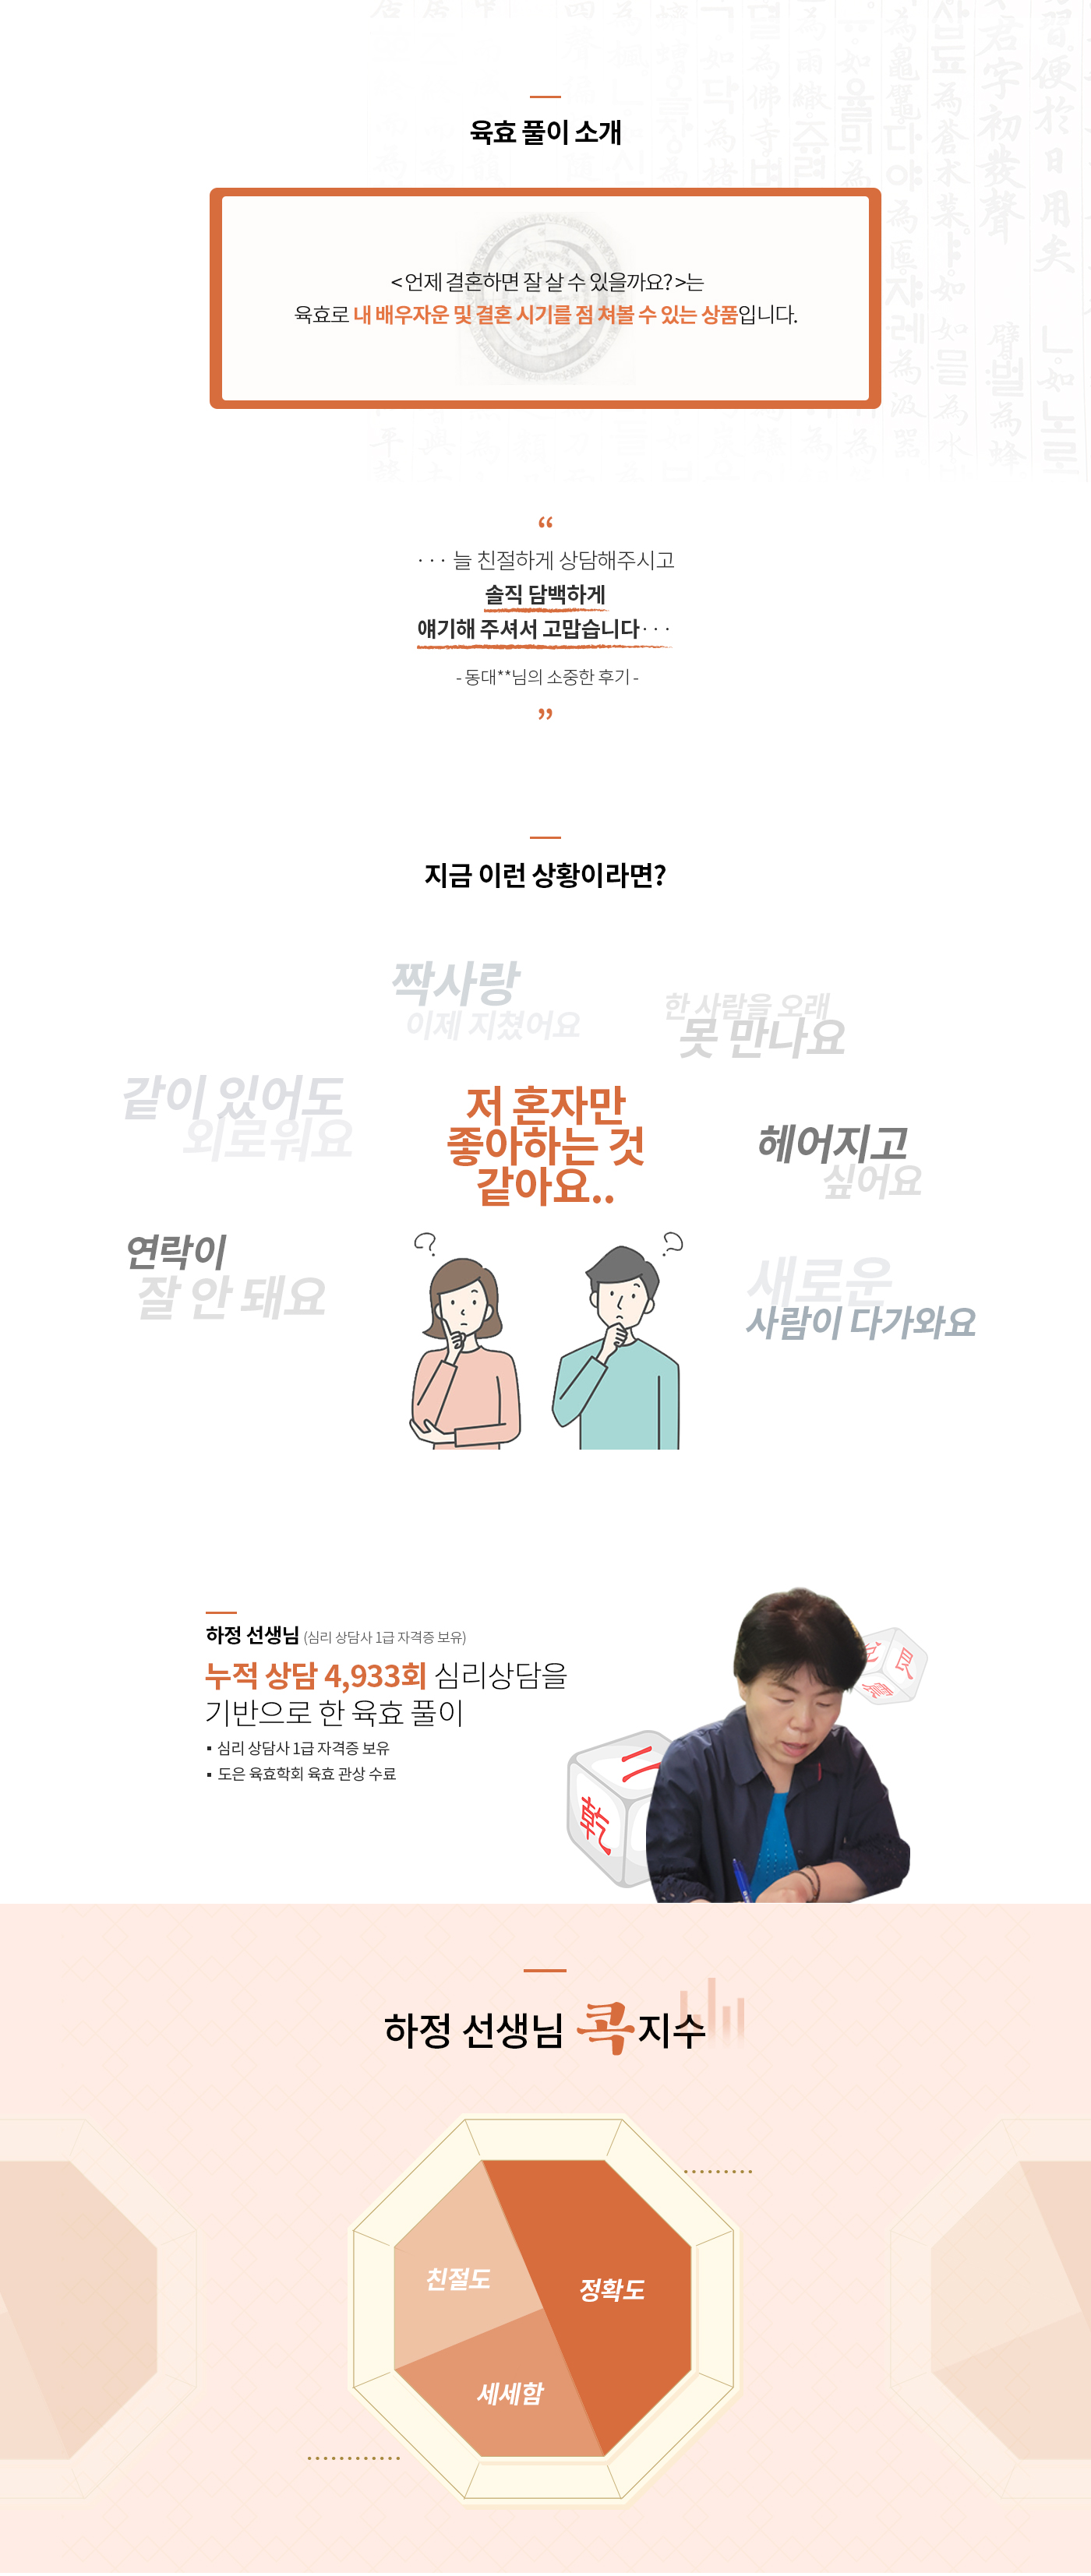 육효 풀이 소개
< 언제 결혼하면 잘 살 수 있을까요? >는
육효로 내 배우자운 및 결혼 시기를 점 쳐볼 수 있는 상품입니다.
“
··· 늘 친절하게 상담해주시고
솔직 담백하게
얘기해 주셔서 고맙습니다···
- 동대**님의 소중한 후기 -
”
지금 이런 상황이라면?
짝사랑
이제 지쳤어요
한 사람을 오래
못 만나요
같이 있어도
외로워요
저 혼자만
좋아하는 것
같아요..
헤어지고
싶어요
연락이
잘 안 돼요
새로운
사람이 다가와요
하정 선생님 (심리 상담사 1급 자격증 보유)
누적 상담 4,933회 심리상담을
기반으로 한 육효 풀이
▪ 심리 상담사 1급 자격증 보유
▪ 도은 육효학회 육효 관상 수료
艮
二
乾
하정 선생님 콕지수
친절도
정확도
세세함